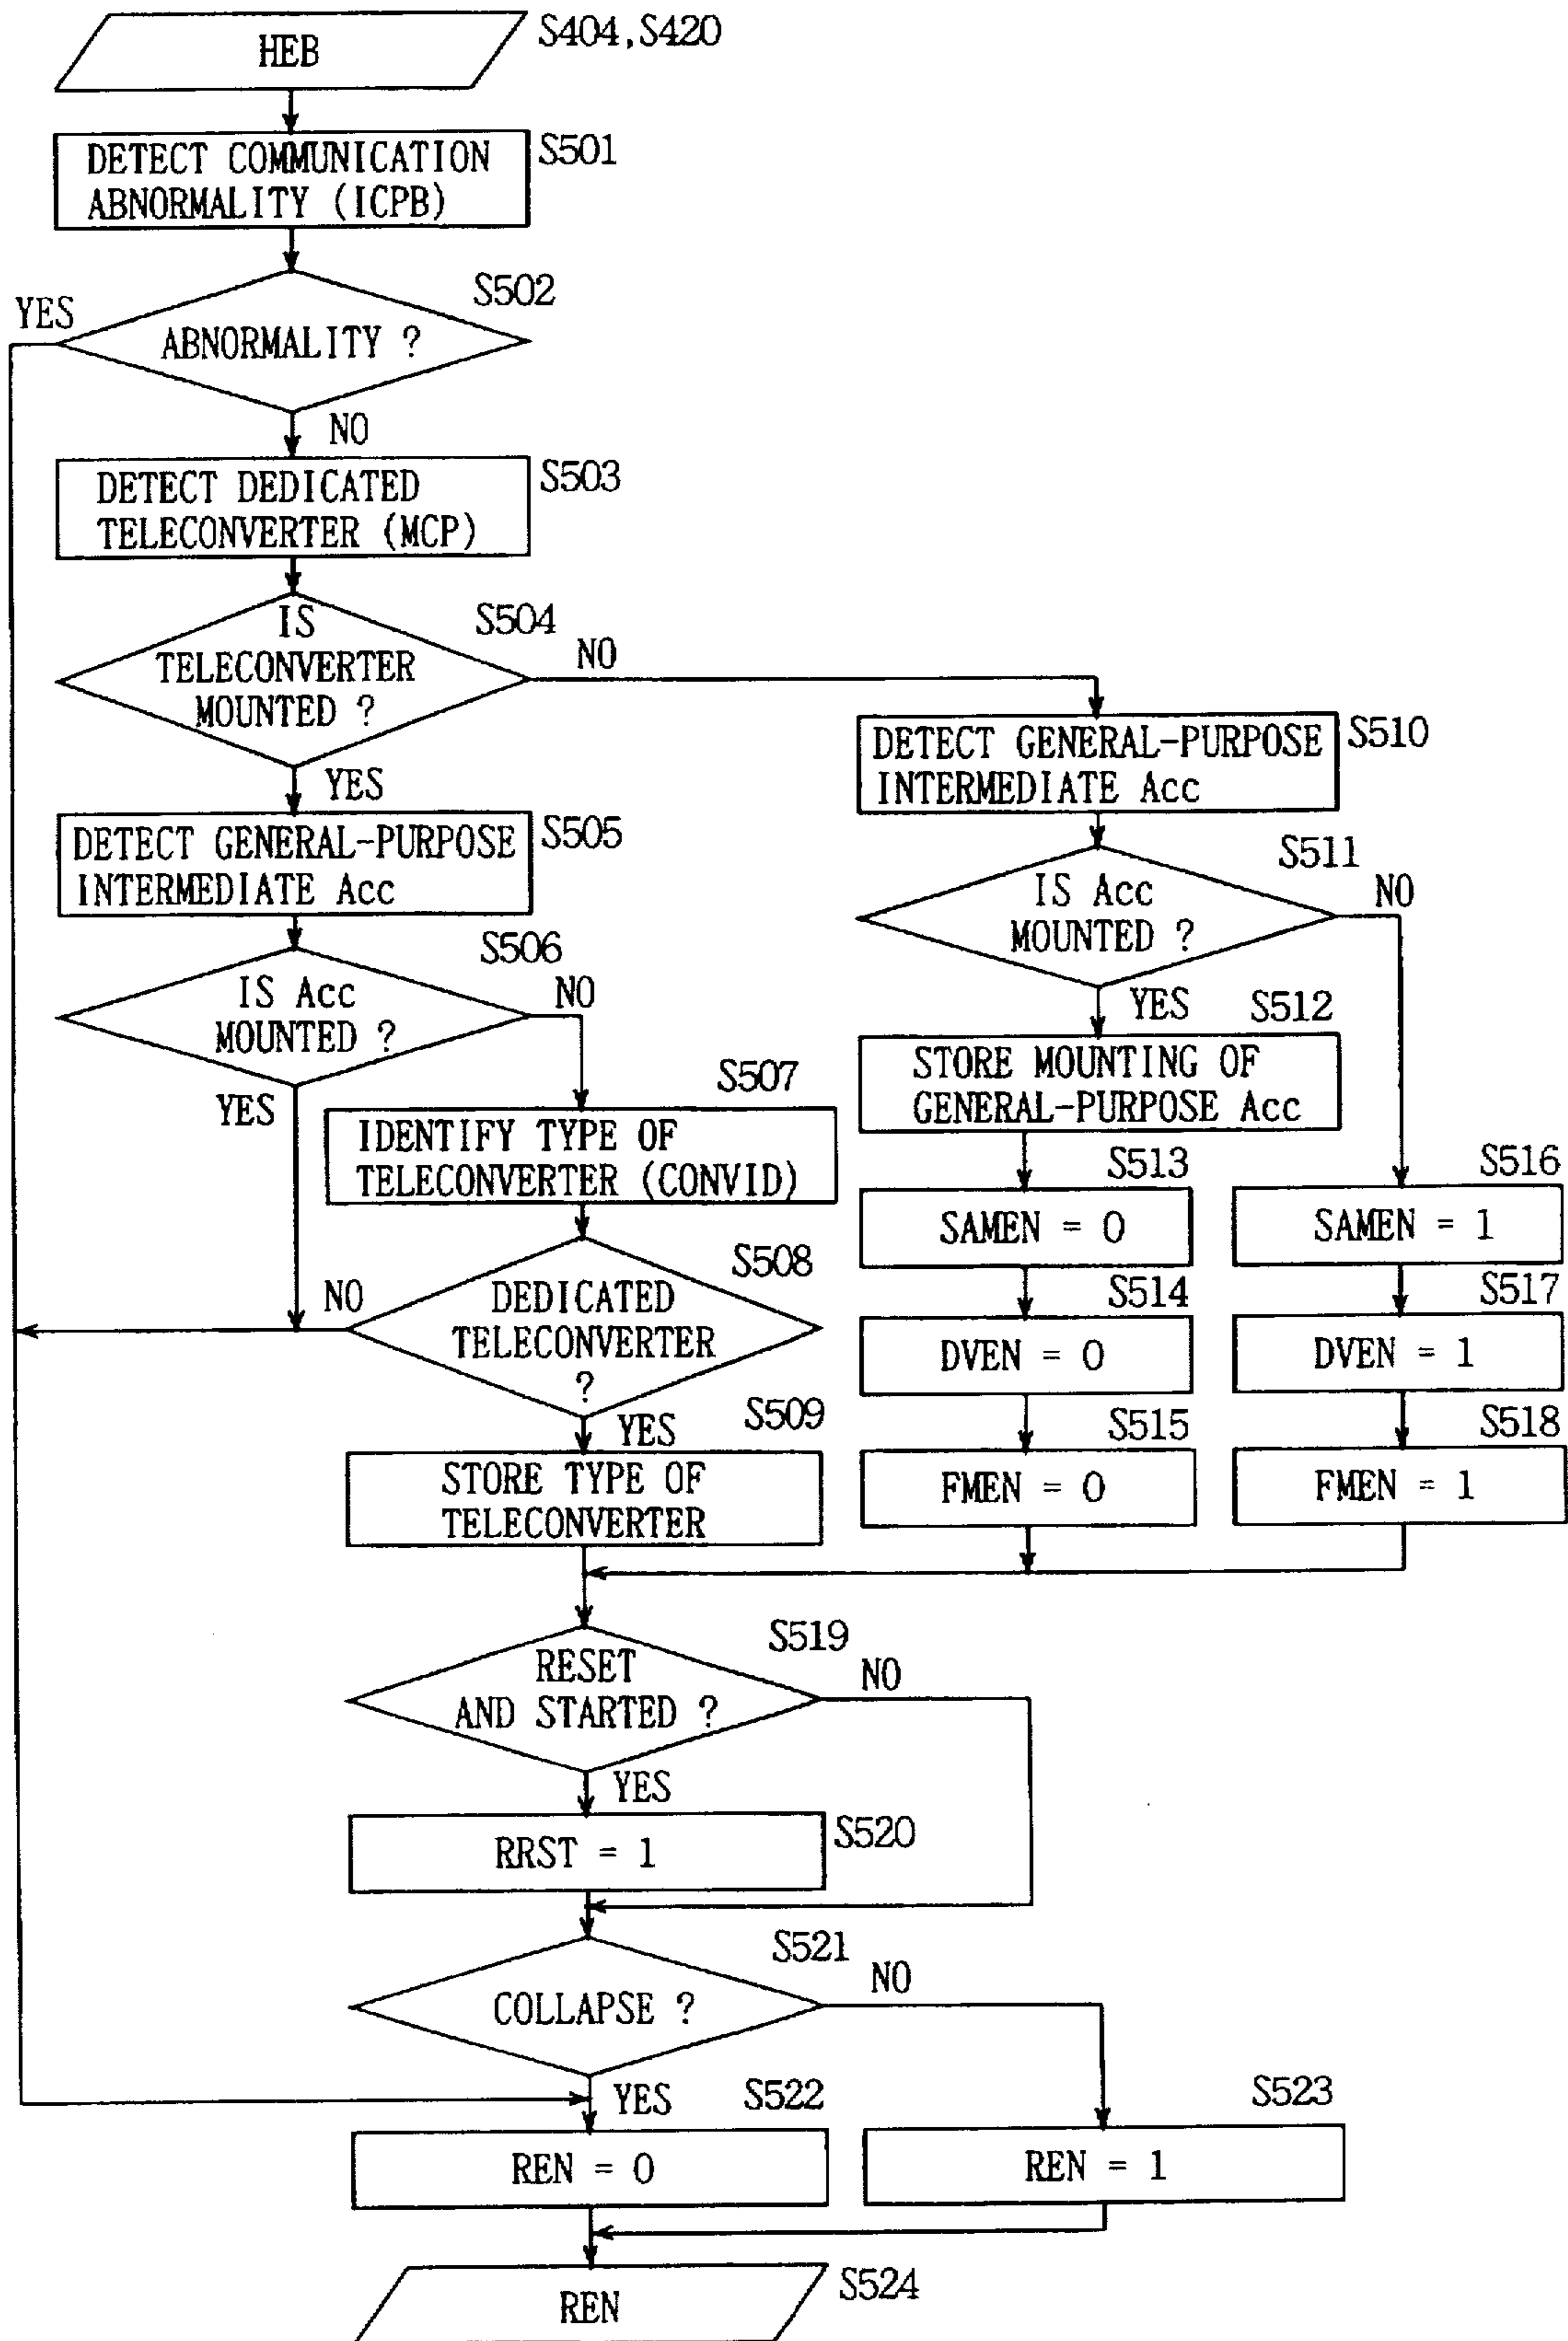 HEB
S404,S420
DETECT COMMUNICATION
ABNORMALITY (ICPB)
S501
S502
YES
ABNORMALITY ?
NO
DETECT DEDICATED
TELECONVERTER (MCP)
S503
IS
TELECONVERTER
MOUNTED ?
S504
NO
YES
DETECT GENERAL-PURPOSE
INTERMEDIATE Acc
S505
IS Acc
MOUNTED ?
S506
NO
YES
S507
IDENTIFY TYPE OF
TELECONVERTER (CONVID)
S508
NO
DEDICATED
TELECONVERTER
?
YES
S509
STORE TYPE OF
TELECONVERTER
DETECT GENERAL-PURPOSE
INTERMEDIATE Acc
S510
S511
IS Acc
MOUNTED ?
NO
YES
S512
STORE MOUNTING OF
GENERAL-PURPOSE Acc
S513
SAMEN = 0
S514
DVEN = 0
S515
FMEN = 0
S516
SAMEN = 1
S517
DVEN = 1
S518
FMEN = 1
S519
RESET
AND STARTED ?
NO
YES
RRST = 1
S520
S521
COLLAPSE ?
NO
YES
S522
REN = 0
S523
REN = 1
REN
S524